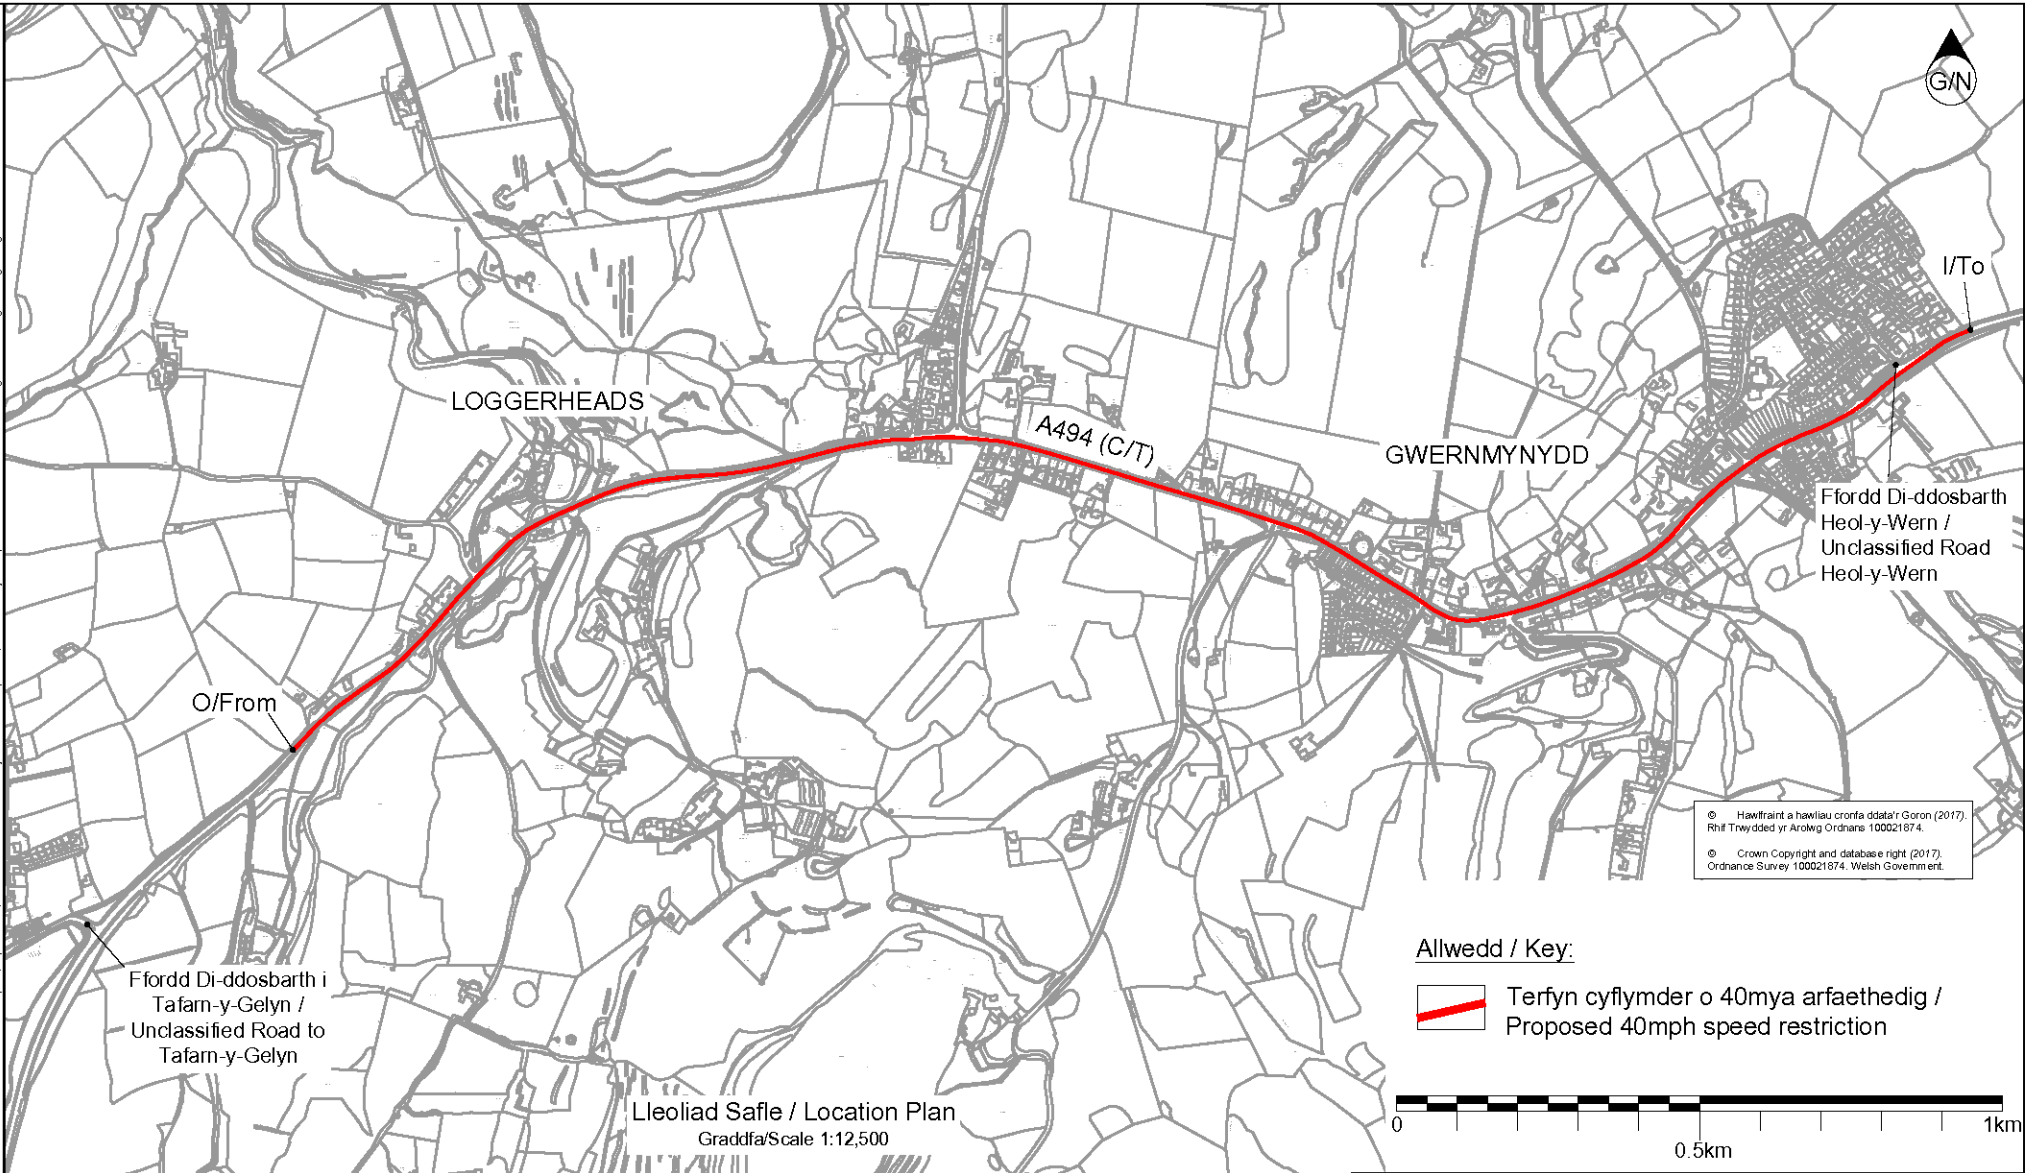 G/N
I/To
LOGGERHEADS
A494 (C/T)
GWERNMYNYDD
Ffordd Di-ddosbarth
Heol-y-Wern /
Unclassified Road
Heol-y-Wern
O/From
© Hawlfraint a hawliau cronfa ddata'r Goron (2017).
Rhif Trwydded yr Arolwg Ordnans 100021874.
© Crown Copyright and database right (2017).
Ordnance Survey 100021874. Welsh Government.
Ffordd Di-ddosbarth i
Tafarn-y-Gelyn /
Unclassified Road to
Tafarn-y-Gelyn
Allwedd / Key:
Terfyn cyflymder o 40mya arfaethedig /
Proposed 40mph speed restriction
Lleoliad Safle / Location Plan
Graddfa/Scale 1:12,500
0
0.5km
1km